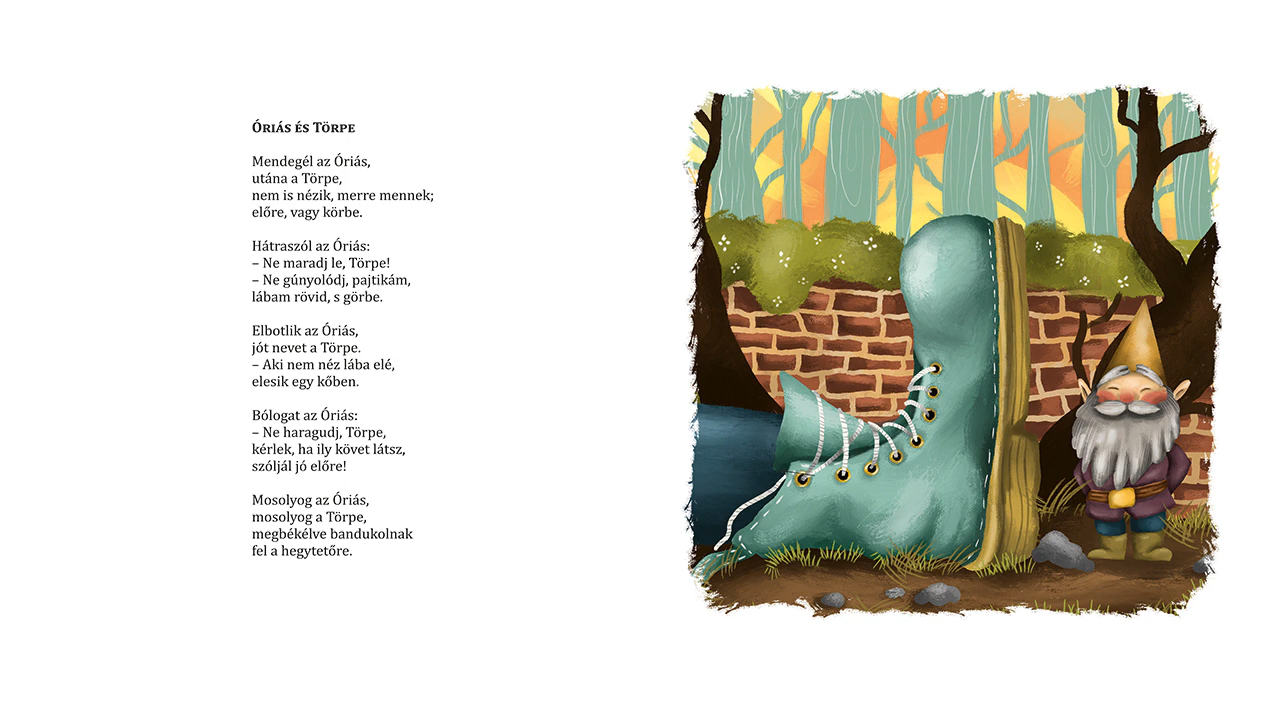 Óriás és Törpe
Mendegél az Óriás,
utána a Törpe,
nem is nézik, merre mennek;
előre, vagy körbe.
Hátraszól az Óriás:
– Ne maradj le, Törpe!
– Ne gúnyolódj, pajtikám,
lábam rövid, s görbe.
Elbotlik az Óriás,
jót nevet a Törpe.
– Aki nem néz lába elé,
elesik egy kőben.
Bólogat az Óriás:
– Ne haragudj, Törpe,
kérlek, ha ily követ látsz,
szóljál jó előre!
Mosolyog az Óriás,
mosolyog a Törpe,
megbékélve bandukolnak
fel a hegytetőre.